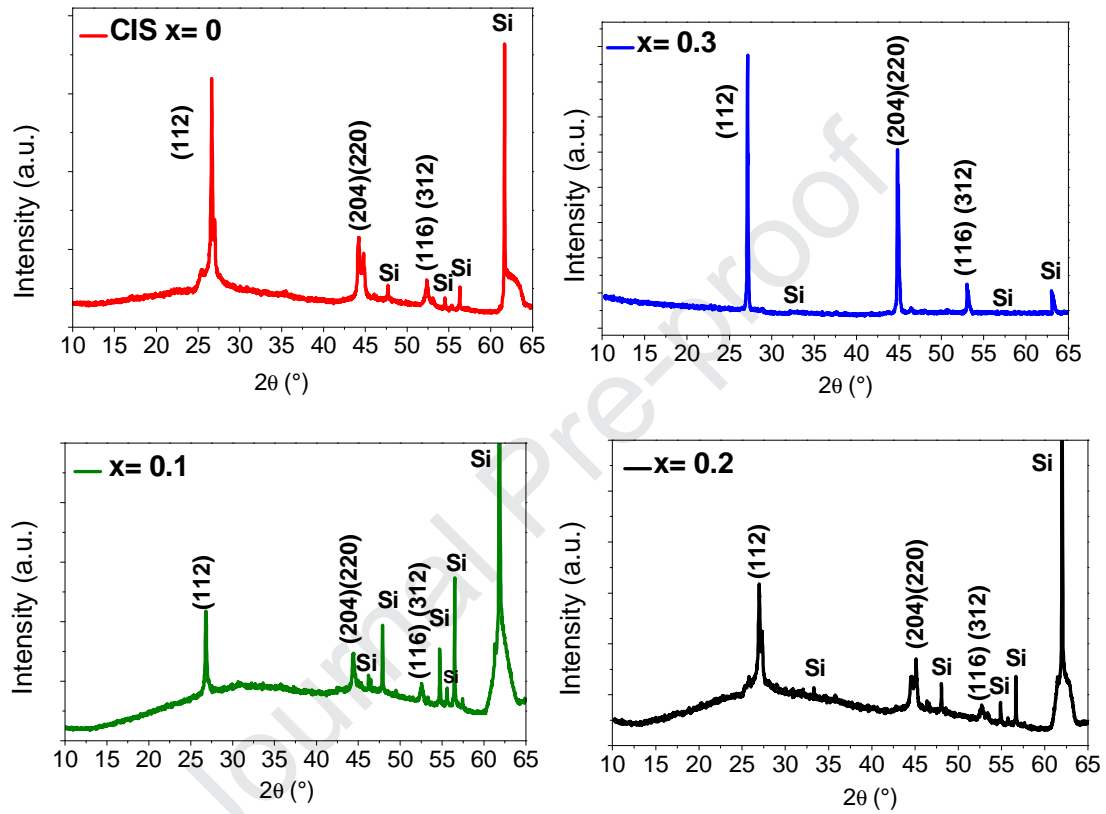 CIS x= 0
Si
(112)
(204)(220)
(116) (312)
Si
Si
Si
Intensity (a.u.)
10 15 20 25 30 35 40 45 50 55 60 65
2θ (°)
x= 0.3
(112)
(204)(220)
(116) (312)
Si
Si
Si
Intensity (a.u.)
10 15 20 25 30 35 40 45 50 55 60 65
2θ (°)
x= 0.1
Si
(112)
(204)(220)
Si
Si
(116) (312)
Si
Si
Si
Intensity (a.u.)
10 15 20 25 30 35 40 45 50 55 60 65
2θ (°)
x= 0.2
Si
(112)
Si
(204)(220)
Si
(116) (312)
Si
Si
Intensity (a.u.)
10 15 20 25 30 35 40 45 50 55 60 65
2θ (°)
Journal Pre-proof